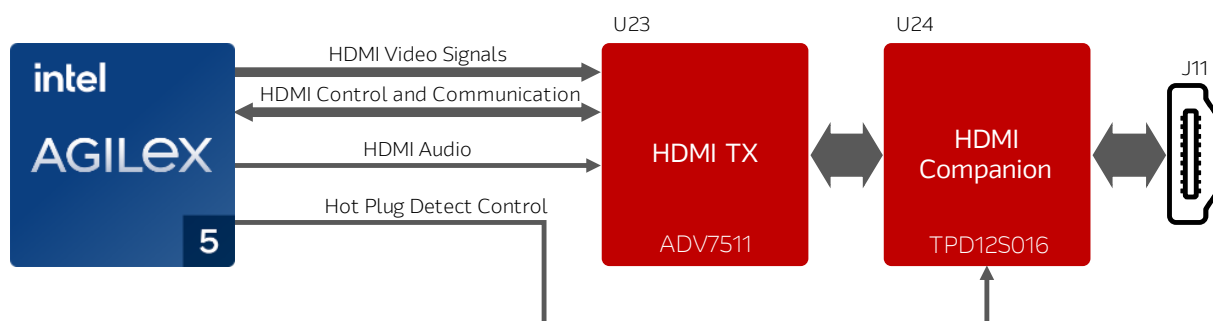 U23
U24
J11
intel
AGILEX
5
HDMI Video Signals
HDMI Control and Communication
HDMI Audio
Hot Plug Detect Control
HDMI TX
ADV7511
HDMI
Companion
TPD12S016